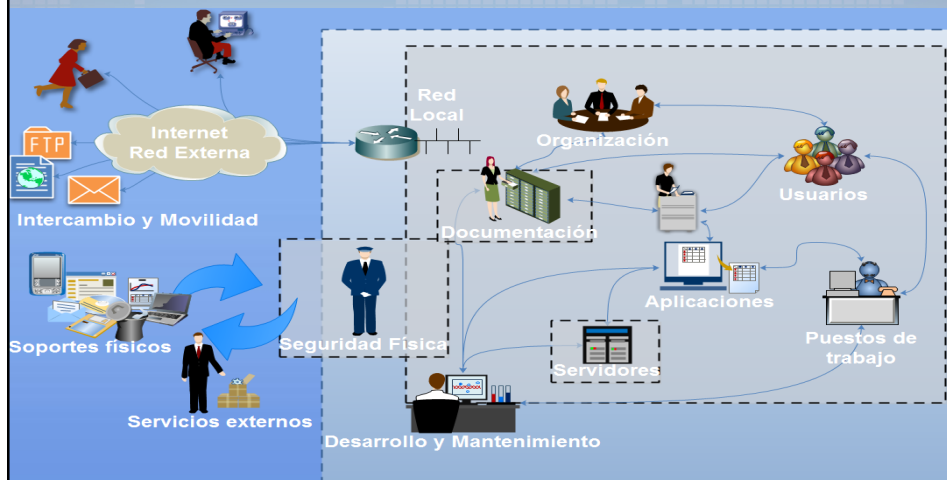 Internet
Red Externa
Red
Local
Organización
FTP
Usuarios
Intercambio y Movilidad
Documentación
Aplicaciones
Soportes físicos
Seguridad Física
Puestos de
trabajo
Servidores
Servicios externos
Desarrollo y Mantenimiento